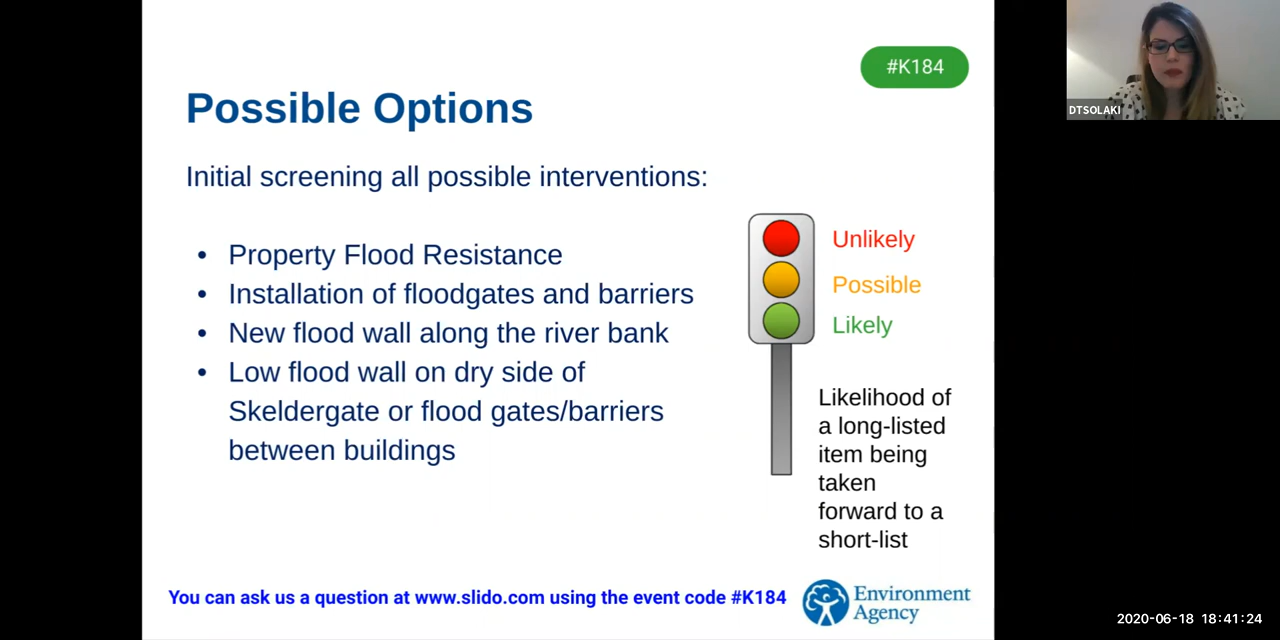 #K184
DTSOLAKI
Possible Options
Initial screening all possible interventions:
• Property Flood Resistance
• Installation of floodgates and barriers
• New flood wall along the river bank
• Low flood wall on dry side of
Skeldergate or flood gates/barriers
between buildings
Unlikely
Possible
Likely
Likelihood of
a long-listed
item being
taken
forward to a
short-list
You can ask us a question at www.slido.com using the event code #K184
Environment
Agency
2020-06-18 18:41:24